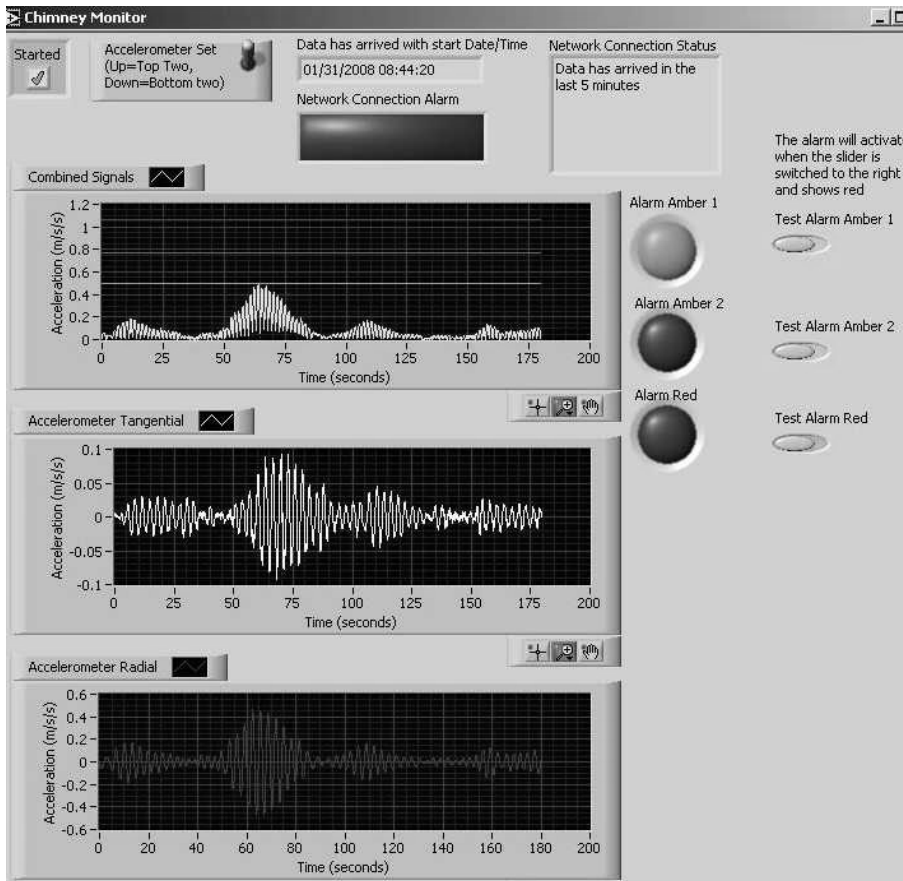 Chimney Monitor
Started
Accelerometer Set
(Up=Top Two,
Down=Bottom two)
Data has arrived with start Date/Time
01/31/2008 08:44:20
Network Connection Alarm
Network Connection Status
Data has arrived in the
last 5 minutes
The alarm will activat
when the slider is
switched to the right
and shows red
Combined Signals
Acceleration (m/s/s)
1.2
1
0.8
0.6
0.4
0.2
0
0 25 50 75 100 125 150 175 200
Time (seconds)
Alarm Amber 1
Test Alarm Amber 1
Alarm Amber 2
Test Alarm Amber 2
Alarm Red
Test Alarm Red
Accelerometer Tangential
Acceleration (m/s/s)
0.1
0.05
0
-0.05
-0.1
0 25 50 75 100 125 150 175 200
Time (seconds)
Accelerometer Radial
Acceleration (m/s/s)
0.6
0.4
0.2
0
-0.2
-0.4
-0.6
0 20 40 60 80 100 120 140 160 180 200
Time (seconds)